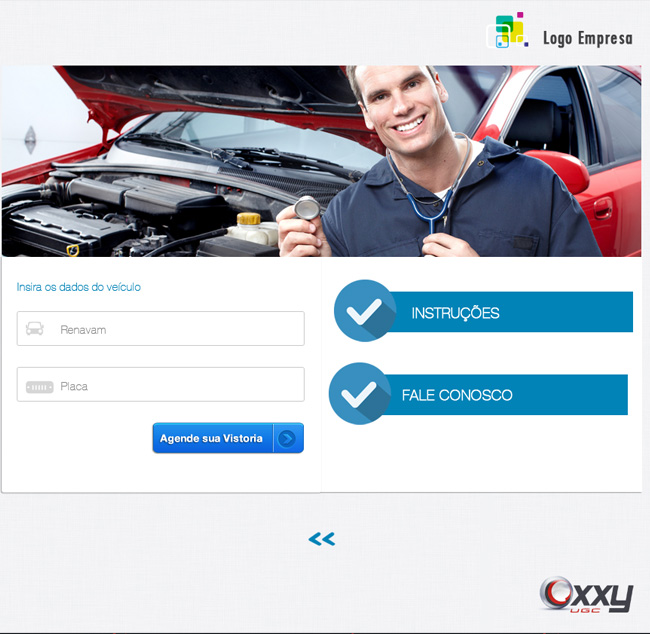 Logo Empresa
Insira os dados do veículo
Renavam
Placa
Agende sua Vistoria
INSTRUÇÕES
FALE CONOSCO
Oxxy
UGC